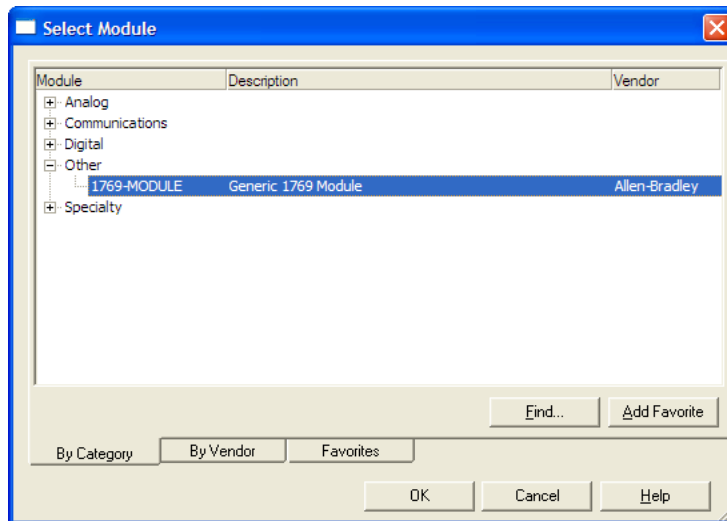 Select Module
Module Description Vendor
Analog
Communications
Digital
Other
1769-MODULE Generic 1769 Module Allen-Bradley
Specialty
Find... Add Favorite
By Category By Vendor Favorites
OK Cancel Help